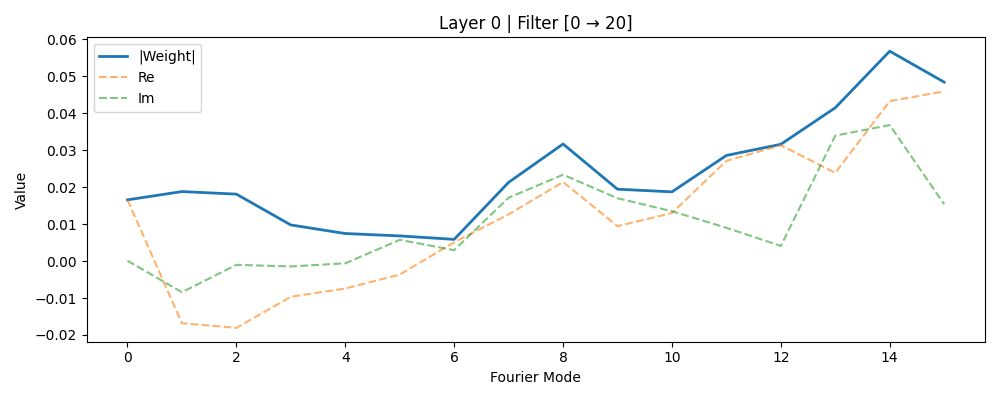 Layer 0 | Filter [0 → 20]
|Weight|
Re
Im
0.06
0.05
0.04
0.03
0.02
0.01
0.00
−0.01
−0.02
Value
0 2 4 6 8 10 12 14
Fourier Mode